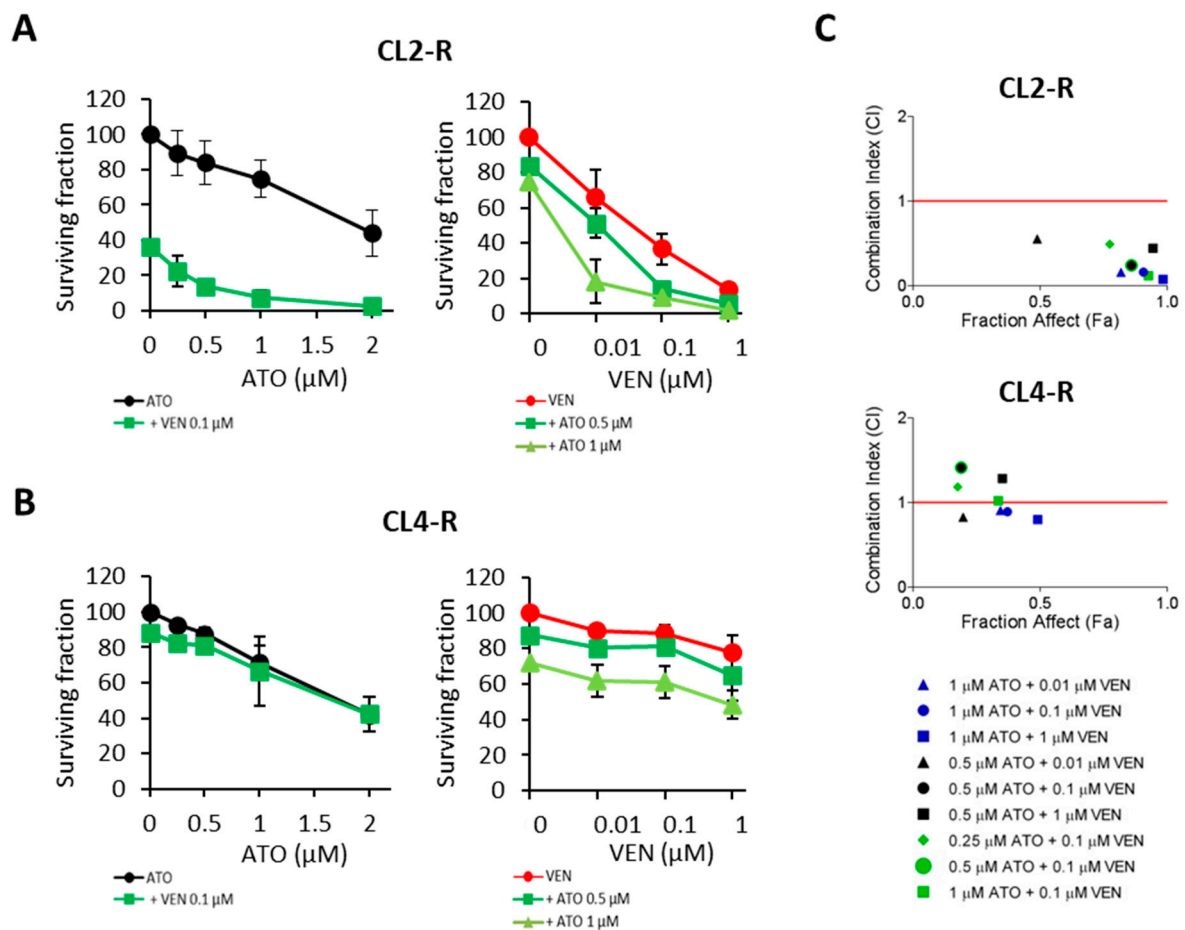 A
CL2-R
Surviving fraction
120
100
80
60
40
20
0
0 0.5 1 1.5 2
ATO (µM)
ATO
+ VEN 0.1 µM
Surviving fraction
120
100
80
60
40
20
0
0 0.01 0.1 1
VEN (µM)
VEN
+ ATO 0.5 µM
+ ATO 1 µM
B
CL4-R
Surviving fraction
120
100
80
60
40
20
0
0 0.5 1 1.5 2
ATO (µM)
ATO
+ VEN 0.1 µM
Surviving fraction
120
100
80
60
40
20
0
0 0.01 0.1 1
VEN (µM)
VEN
+ ATO 0.5 µM
+ ATO 1 µM
C
CL2-R
Combination Index (CI)
2
1
0
0.0 0.5 1.0
Fraction Affect (Fa)
CL4-R
Combination Index (CI)
2
1
0
0.0 0.5 1.0
Fraction Affect (Fa)
1 µM ATO + 0.01 µM VEN
1 µM ATO + 0.1 µM VEN
1 µM ATO + 1 µM VEN
0.5 µM ATO + 0.01 µM VEN
0.5 µM ATO + 0.1 µM VEN
0.5 µM ATO + 1 µM VEN
0.25 µM ATO + 0.1 µM VEN
0.5 µM ATO + 0.1 µM VEN
1 µM ATO + 0.1 µM VEN